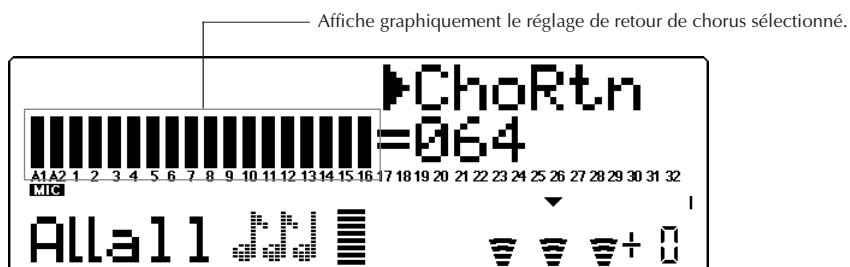 Affiche graphiquement le réglage de retour de chorus sélectionné.
ChoRtn
=064
A1 A2 1 2 3 4 5 6 7 8 9 10 11 12 13 14 15 16 17 18 19 20 21 22 23 24 25 26 27 28 29 30 31 32
MIC
Allall + 0